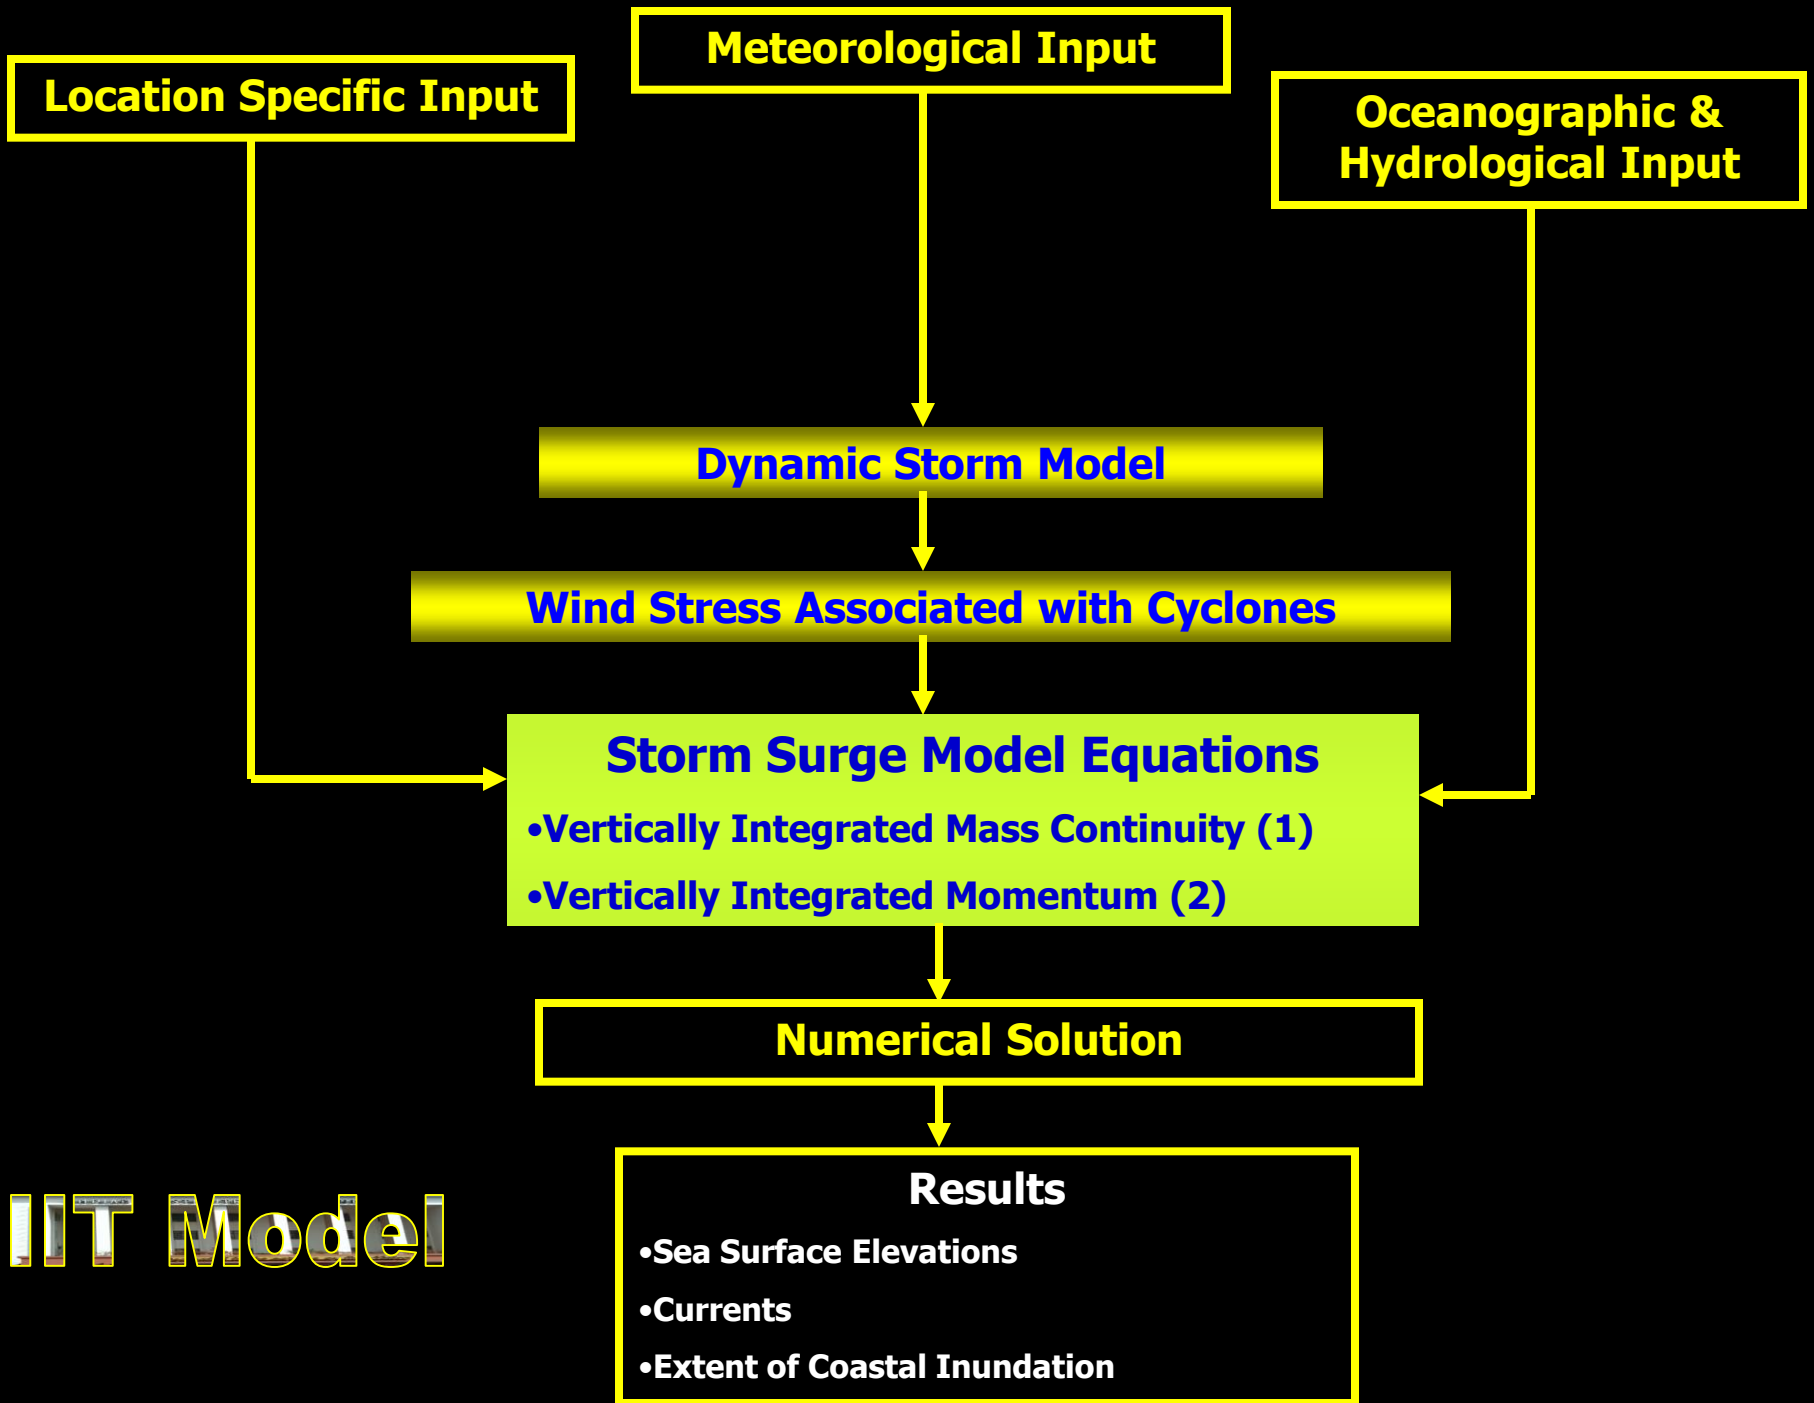 Meteorological Input
Location Specific Input
Oceanographic &
Hydrological Input
Dynamic Storm Model
Wind Stress Associated with Cyclones
Storm Surge Model Equations
•Vertically Integrated Mass Continuity (1)
•Vertically Integrated Momentum (2)
Numerical Solution
Results
•Sea Surface Elevations
•Currents
•Extent of Coastal Inundation
IIT Model